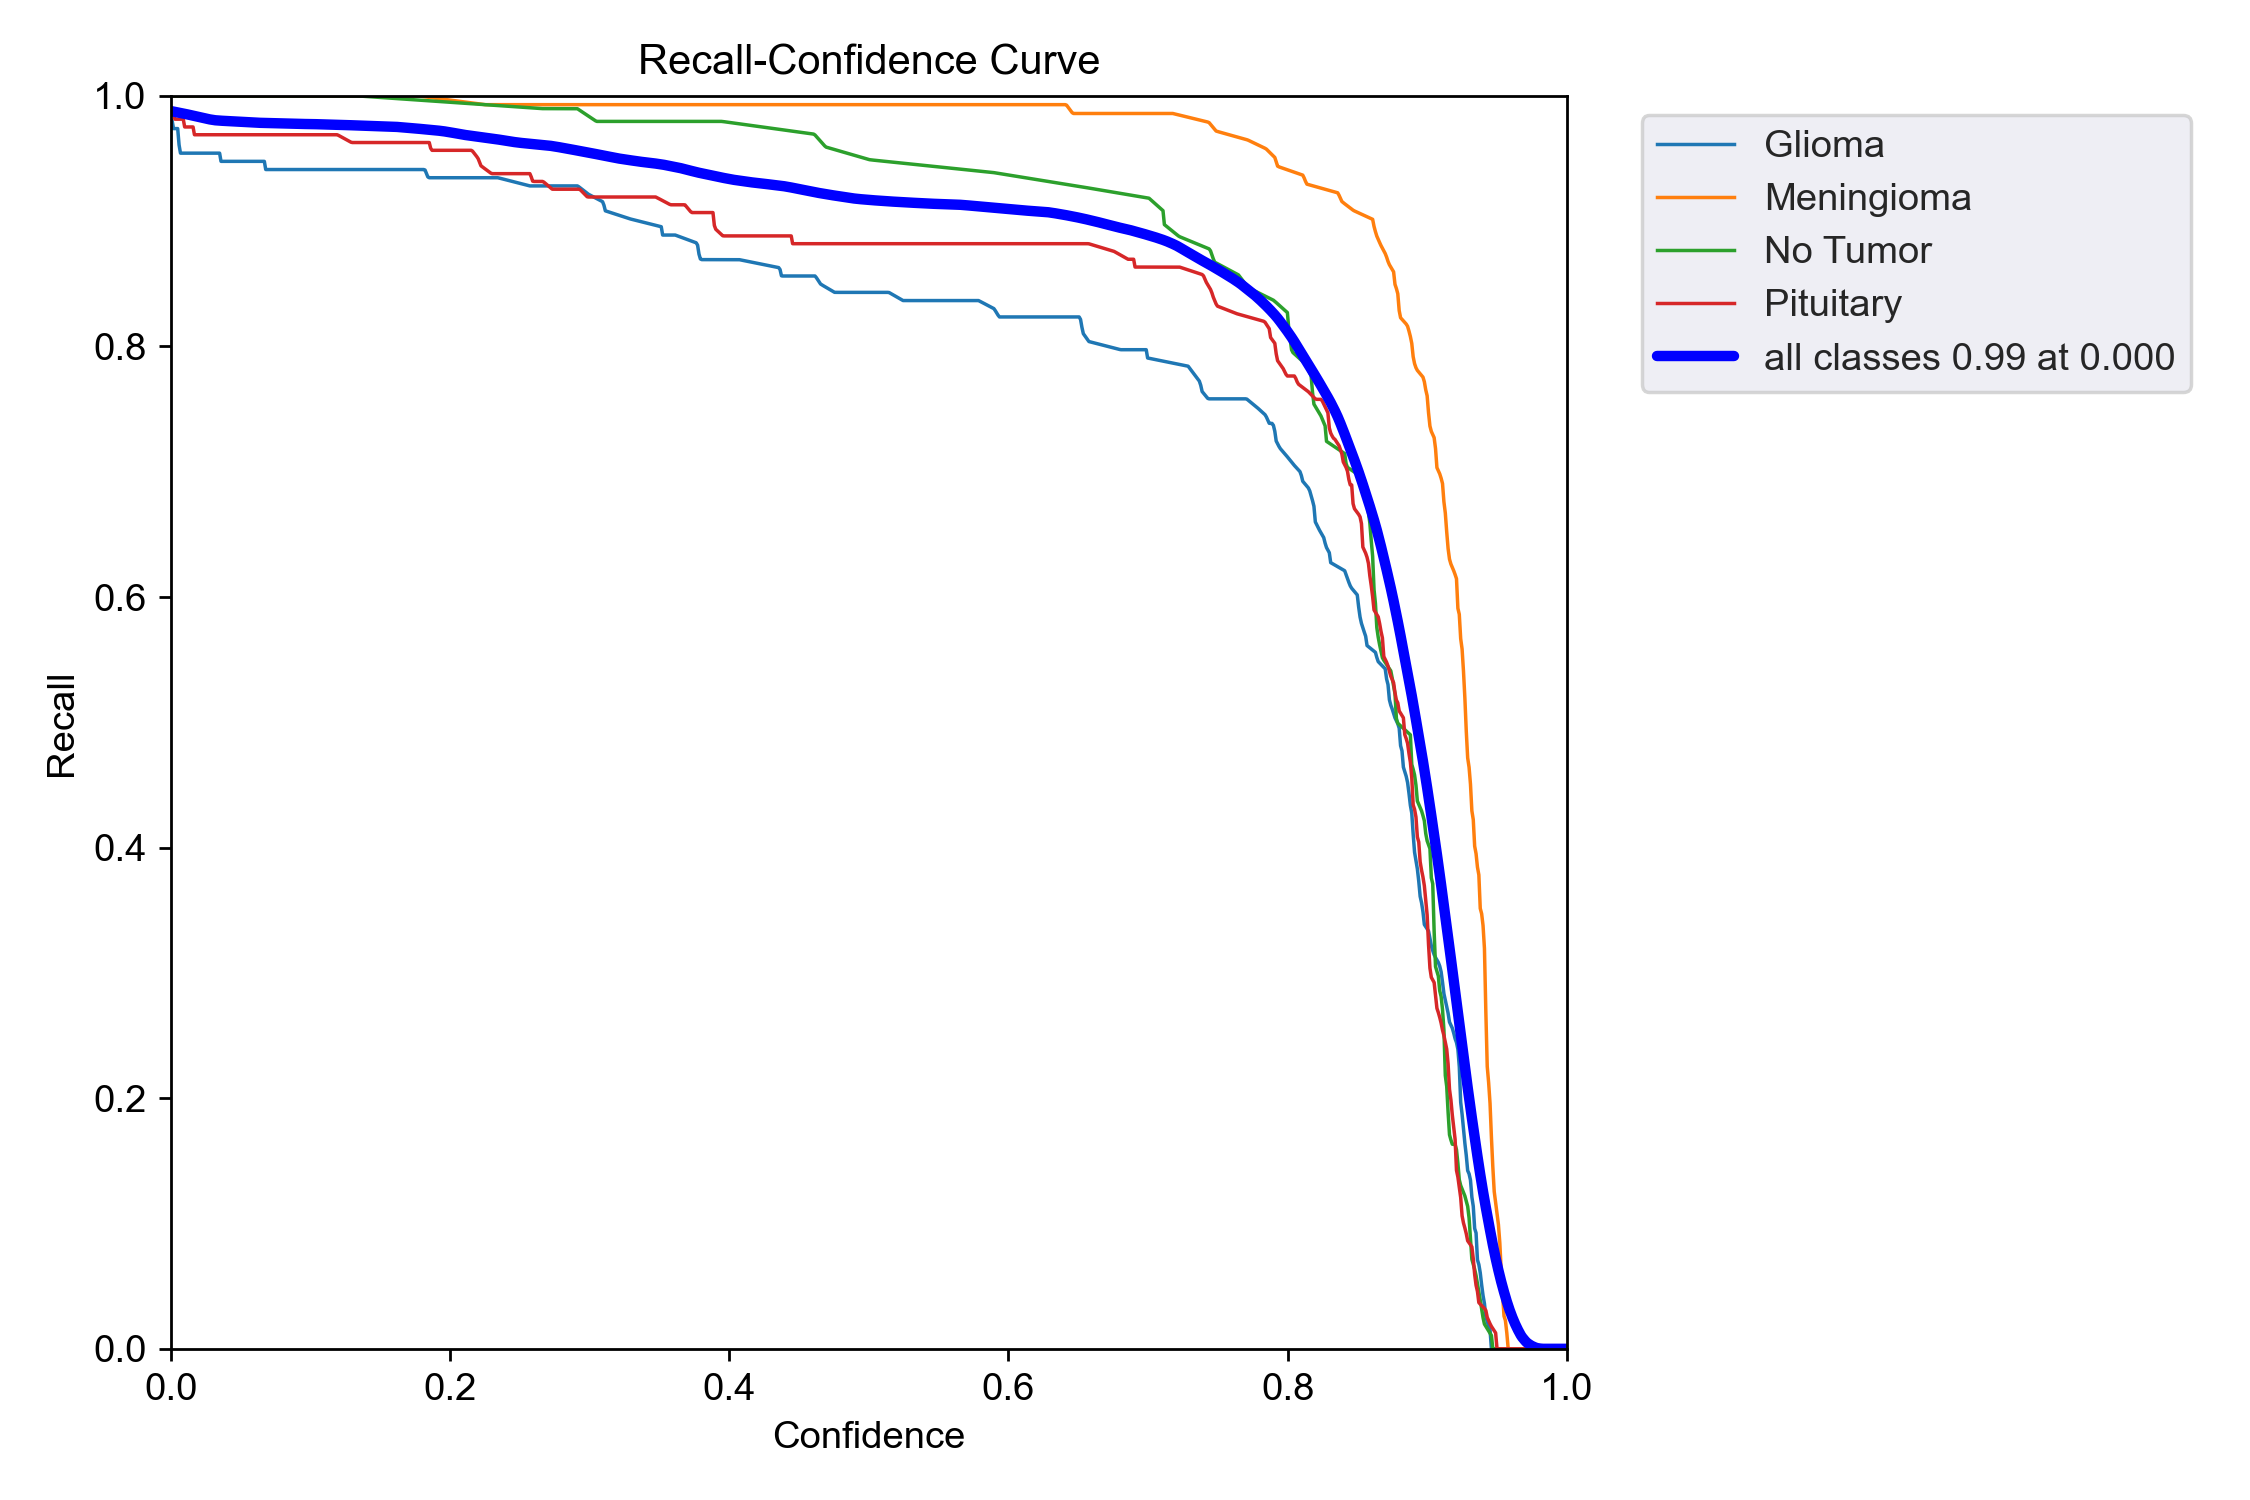 Recall-Confidence Curve
1.0
0.8
0.6
0.4
0.2
0.0
Recall
0.0 0.2 0.4 0.6 0.8 1.0
Confidence
Glioma
Meningioma
No Tumor
Pituitary
all classes 0.99 at 0.000